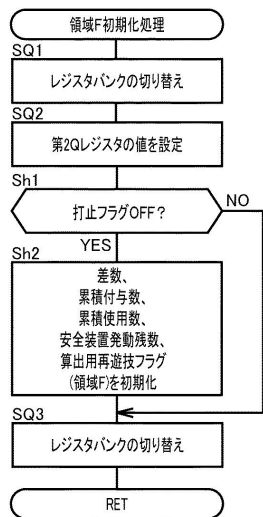 領域F初期化処理
SQ1
レジスタバンクの切り替え
SQ2
第2Qレジスタの値を設定
Sh1
打止フラグOFF?
NO
YES
Sh2
差数、
累積付与数、
累積使用数、
安全装置発動残数、
算出用再遊技フラグ
(領域F)を初期化
SQ3
レジスタバンクの切り替え
RET